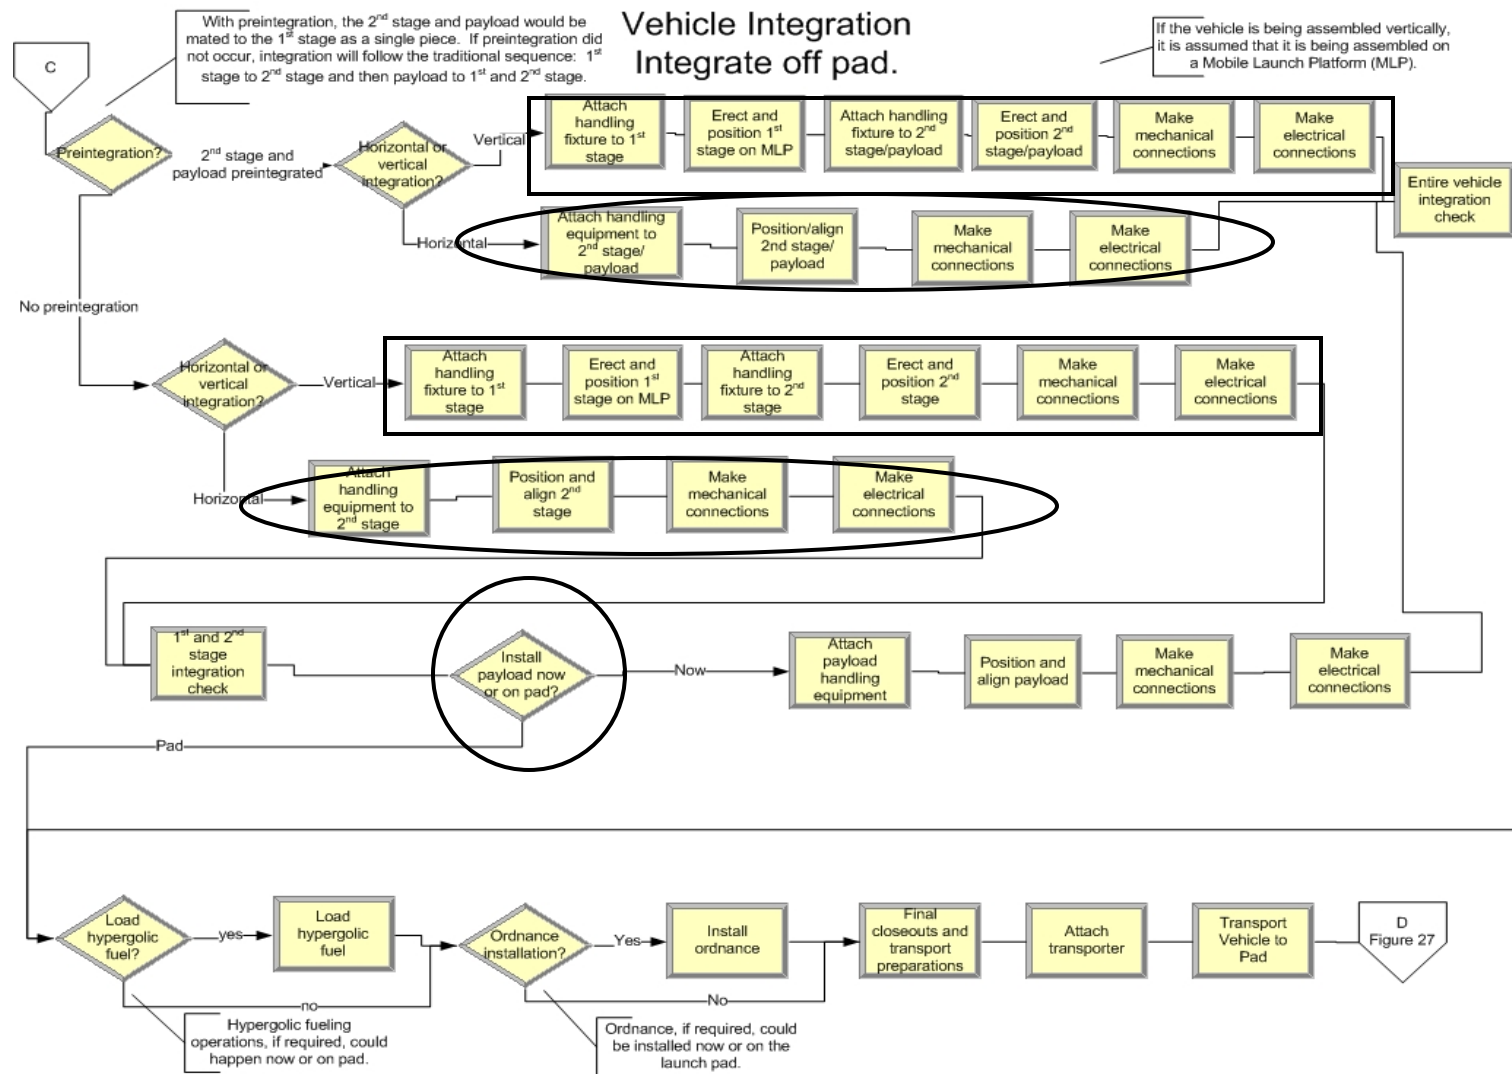 Vehicle Integration
Integrate off pad.
With preintegration, the 2nd stage and payload would be
mated to the 1st stage as a single piece. If preintegration did
not occur, integration will follow the traditional sequence: 1st
stage to 2nd stage and then payload to 1st and 2nd stage.
If the vehicle is being assembled vertically,
it is assumed that it is being assembled on
a Mobile Launch Platform (MLP).
C
Preintegration?
2nd stage and
payload preintegrated
Horizontal or
vertical
integration?
Vertical
Attach
handling
fixture to 1st
stage
Erect and
position 1st
stage on MLP
Attach handling
fixture to 2nd
stage/payload
Erect and
position 2nd
stage/payload
Make
mechanical
connections
Make
electrical
connections
Entire vehicle
integration
check
Horizontal
Attach handling
equipment to
2nd stage/
payload
Position/align
2nd stage/
payload
Make
mechanical
connections
Make
electrical
connections
No preintegration
Horizontal or
vertical
integration?
Vertical
Attach
handling
fixture to 1st
stage
Erect and
position 1st
stage on MLP
Attach
handling
fixture to 2nd
stage
Erect and
position 2nd
stage
Make
mechanical
connections
Make
electrical
connections
Horizontal
Attach
handling
equipment to
2nd stage
Position and
align 2nd
stage
Make
mechanical
connections
Make
electrical
connections
1st and 2nd
stage
integration
check
Install
payload now
or on pad?
Now
Attach
payload
handling
equipment
Position and
align payload
Make
mechanical
connections
Make
electrical
connections
Pad
Load
hypergolic
fuel?
yes
Load
hypergolic
fuel
Ordnance
installation?
Yes
Install
ordnance
Final
closeouts and
transport
preparations
Attach
transporter
Transport
Vehicle to
Pad
D
Figure 27
no
No
Hypergolic fueling
operations, if required, could
happen now or on pad.
Ordnance, if required, could
be installed now or on the
launch pad.